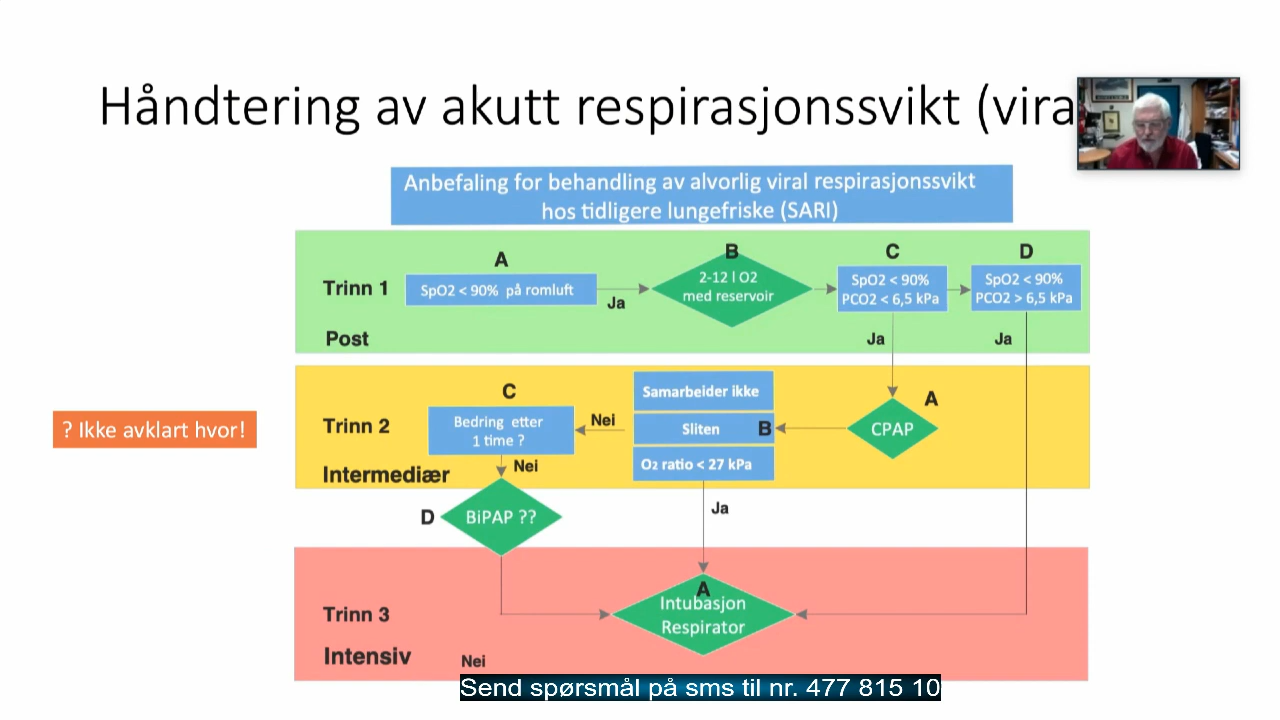 Håndtering av akutt respirasjonssvikt (vira
Anbefaling for behandling av alvorlig viral respirasjonssvikt
hos tidligere lungefriske (SARI)
A
B
C
D
Trinn 1
SpO2 < 90% på romluft
Ja
2-12 l O2
med reservoir
SpO2 < 90%
PCO2 < 6,5 kPa
SpO2 < 90%
PCO2 > 6,5 kPa
Post
Ja
Ja
C
Samarbeider ikke
A
? Ikke avklart hvor!
Trinn 2
Bedring etter
1 time ?
Nei
Sliten
B
CPAP
O2 ratio < 27 kPa
Intermediær
Nei
D
BiPAP ??
Ja
A
Trinn 3
Intubasjon
Respirator
Intensiv
Nei
Send spørsmål på sms til nr. 477 815 10